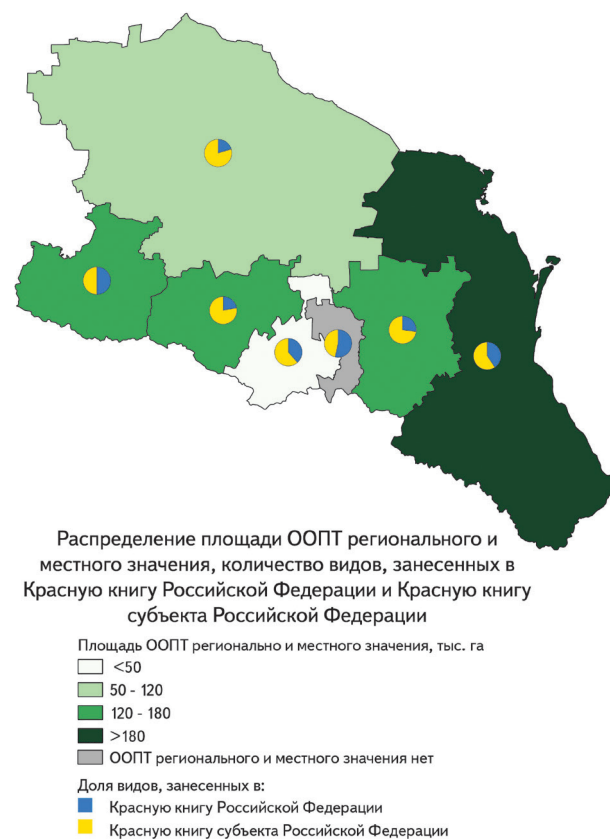 Распределение площади ООПТ регионального и
местного значения, количество видов, занесенных в
Красную книгу Российской Федерации и Красную книгу
субъекта Российской Федерации
Площадь ООПТ регионально и местного значения, тыс. га
<50
50 - 120
120 - 180
>180
ООПТ регионального и местного значения нет
Доля видов, занесенных в:
Красную книгу Российской Федерации
Красную книгу субъекта Российской Федерации